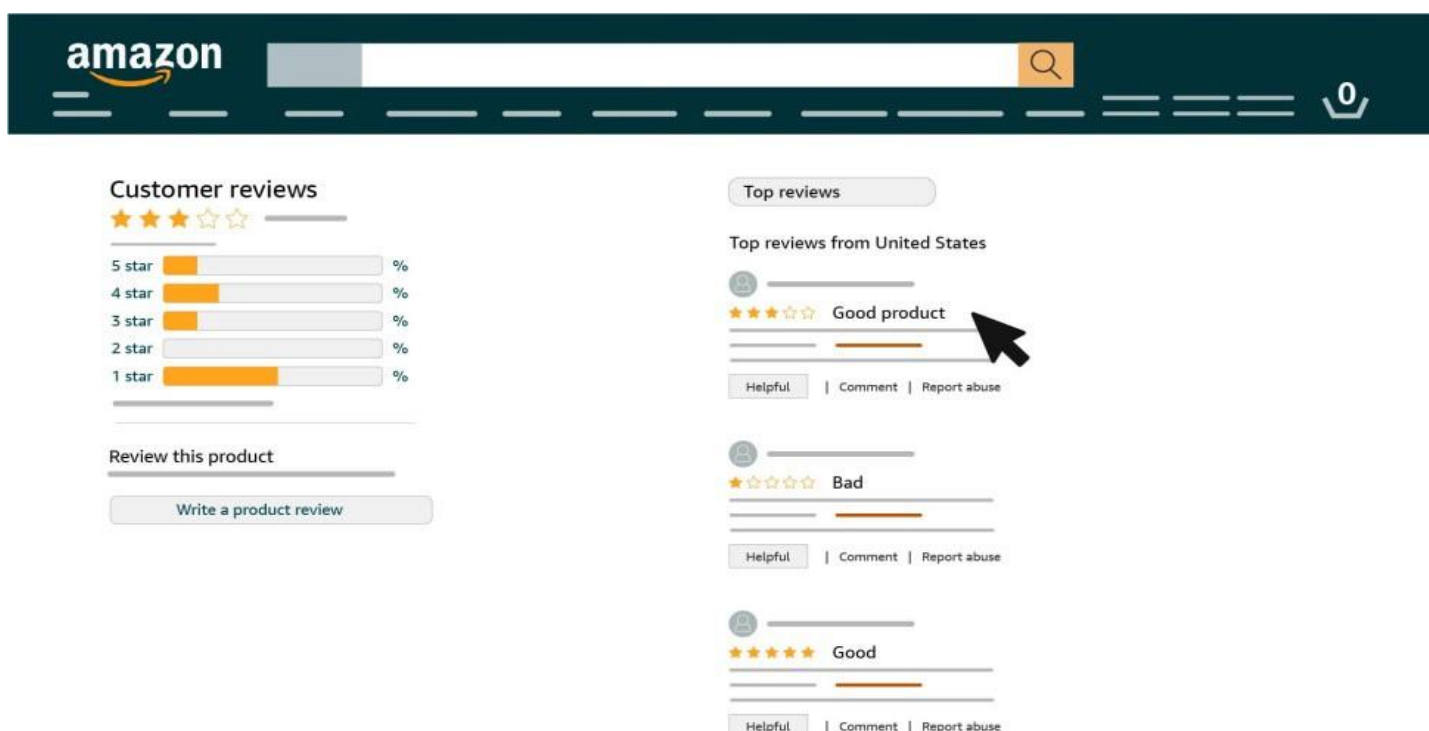 amazon
0
Customer reviews
5 star %
4 star %
3 star %
2 star %
1 star %
Review this product
Write a product review
Top reviews
Top reviews from United States
Good product
Helpful | Comment | Report abuse
Bad
Helpful | Comment | Report abuse
Good
Helpful | Comment | Report abuse